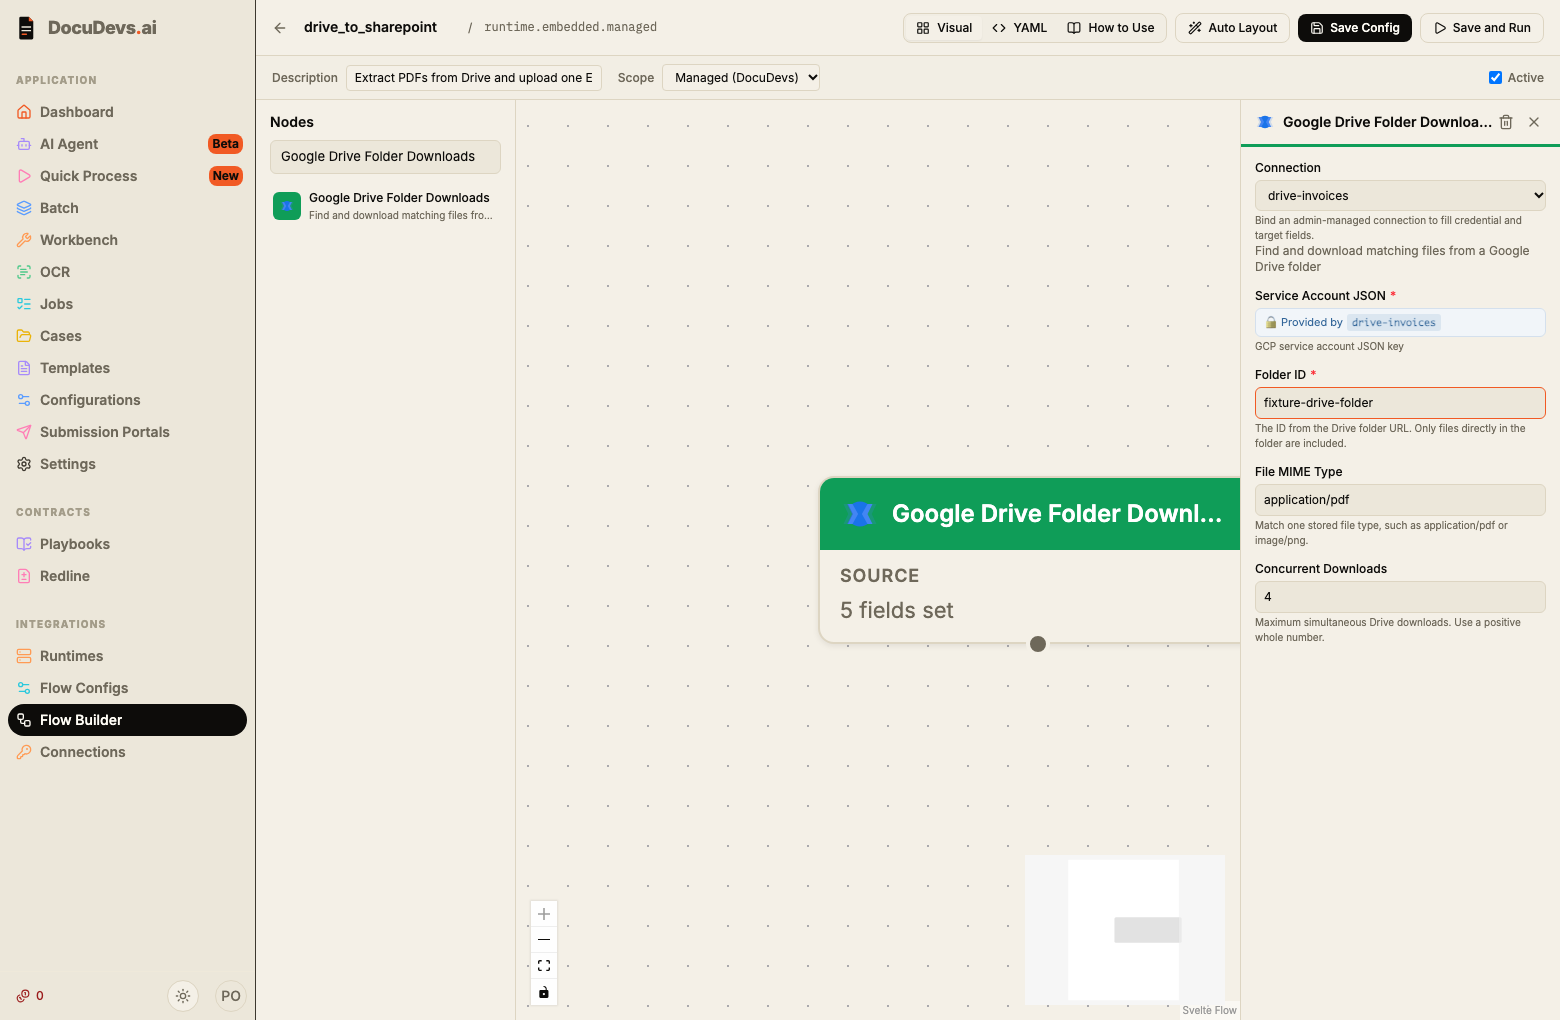 DocuDevs.ai
APPLICATION
Dashboard
AI Agent
Beta
Quick Process
New
Batch
Workbench
OCR
Jobs
Cases
Templates
Configurations
Submission Portals
Settings
CONTRACTS
Playbooks
Redline
INTEGRATIONS
Runtimes
Flow Configs
Flow Builder
Connections
0
PO
drive_to_sharepoint / runtime.embedded.managed
Visual
YAML
How to Use
Auto Layout
Save Config
Save and Run
Description
Extract PDFs from Drive and upload one E
Scope
Managed (DocuDevs)
Active
Nodes
Google Drive Folder Downloads
Google Drive Folder Downloads
Find and download matching files fro...
Google Drive Folder Downl...
SOURCE
5 fields set
Svelte Flow
Google Drive Folder Downloa...
Connection
drive-invoices
Bind an admin-managed connection to fill credential and
target fields.
Find and download matching files from a Google
Drive folder
Service Account JSON *
Provided by drive-invoices
GCP service account JSON key
Folder ID *
fixture-drive-folder
The ID from the Drive folder URL. Only files directly in the
folder are included.
File MIME Type
application/pdf
Match one stored file type, such as application/pdf or
image/png.
Concurrent Downloads
4
Maximum simultaneous Drive downloads. Use a positive
whole number.